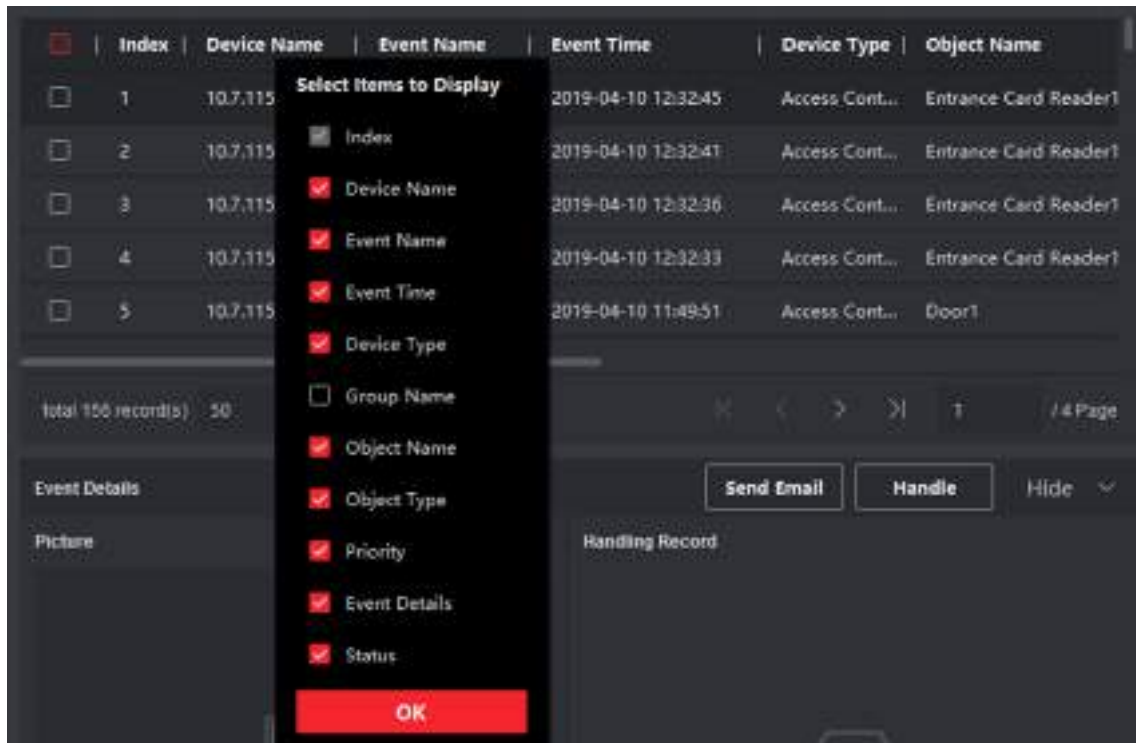 Index | Device Name | Event Name | Event Time | Device Type | Object Name
Select Items to Display
1 10.7.115 2019-04-10 12:32:45 Access Cont... Entrance Card Reader1
Index
2 10.7.115 2019-04-10 12:32:41 Access Cont... Entrance Card Reader1
Device Name
3 10.7.115 2019-04-10 12:32:36 Access Cont... Entrance Card Reader1
Event Name
4 10.7.115 2019-04-10 12:32:33 Access Cont... Entrance Card Reader1
Event Time
5 10.7.115 2019-04-10 11:49:51 Access Cont... Door1
Device Type
Group Name
total 156 record(s) 50 1 / 4 Page
Object Name
Event Details Send Email Handle Hide
Object Type
Picture Handling Record
Priority
Event Details
Status
OK